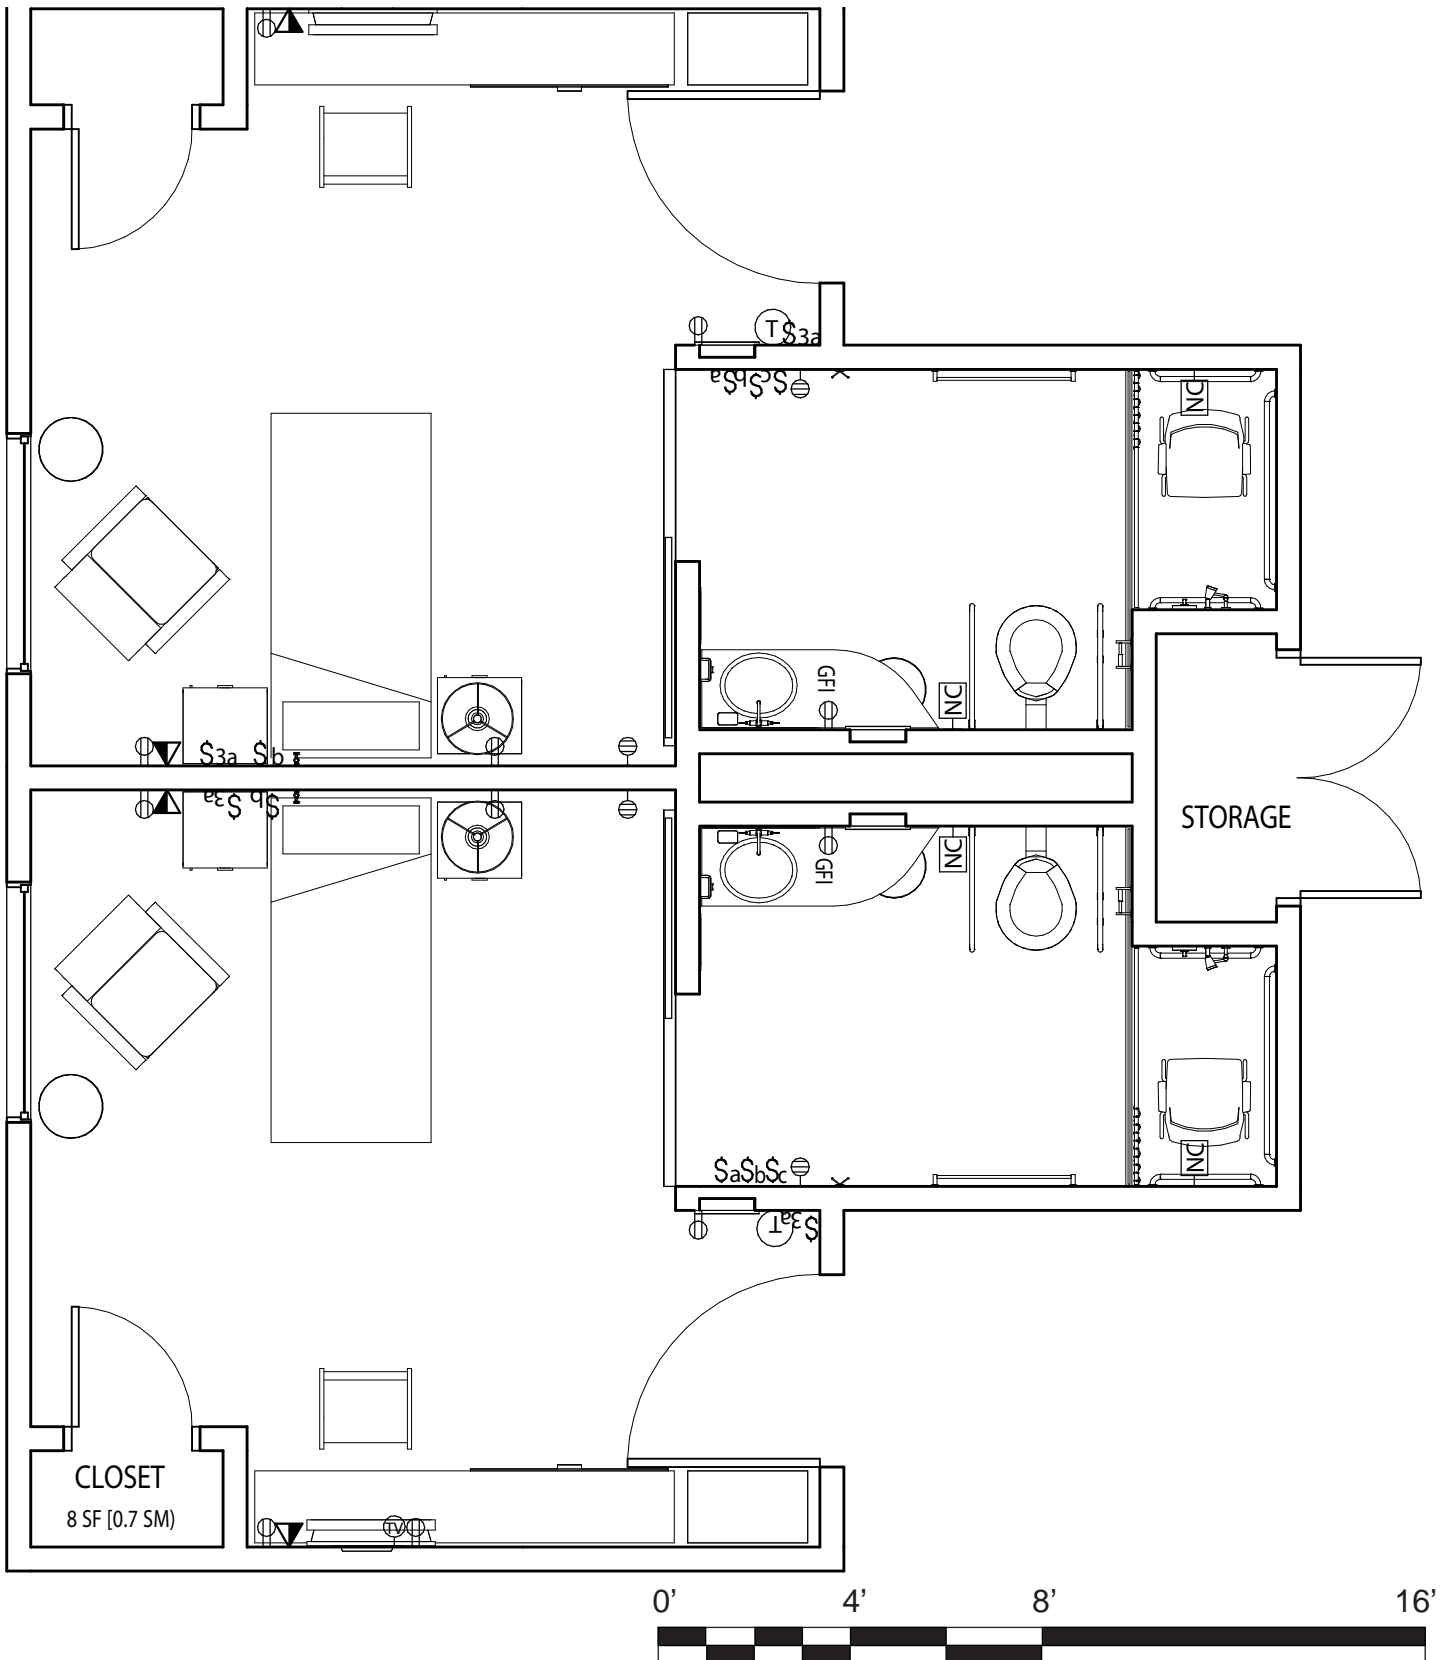 T $3a
$a $b $c
NC
GFI
NC
$3a $b
$3a $b
STORAGE
GFI
NC
NC
$a$b$c
T $3a
CLOSET
8 SF [0.7 SM)
TV
0’ 4’ 8’ 16’